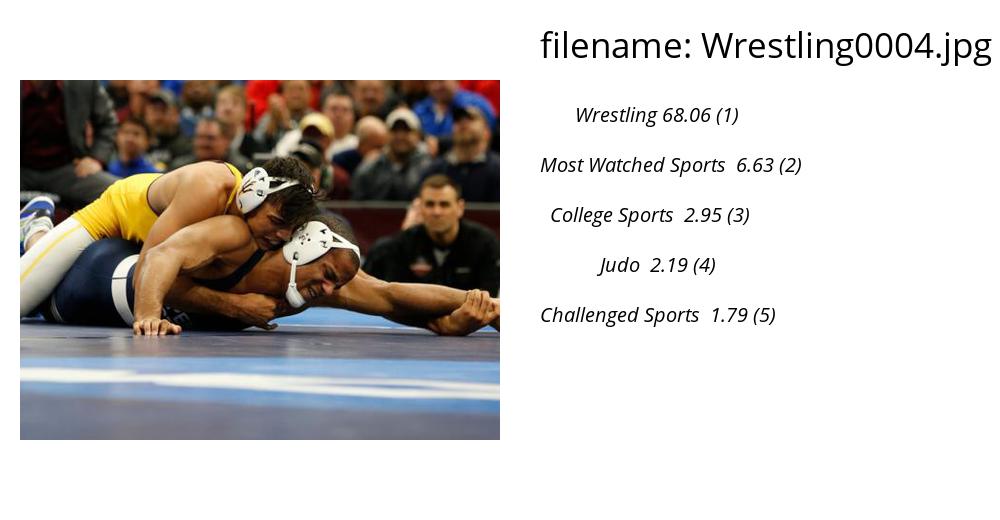 filename: Wrestling0004.jpg
Wrestling 68.06 (1)
Most Watched Sports 6.63 (2)
College Sports 2.95 (3)
Judo 2.19 (4)
Challenged Sports 1.79 (5)